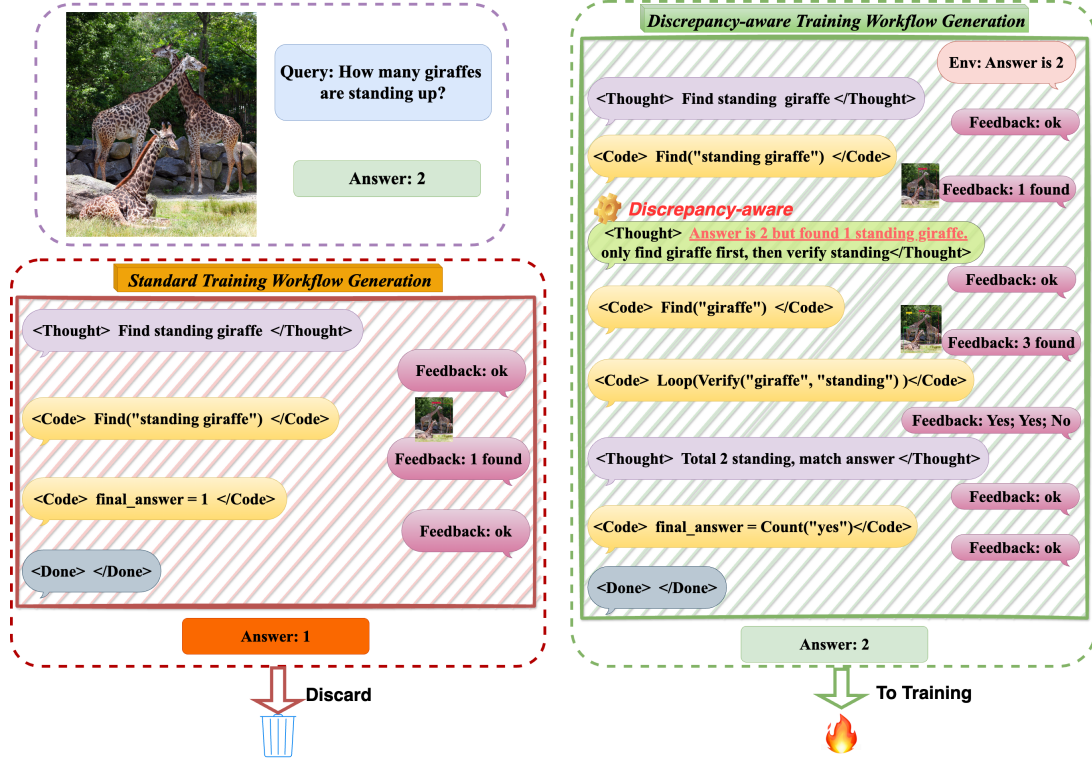 Query: How many giraffes
are standing up?
Answer: 2
Standard Training Workflow Generation
<Thought> Find standing giraffe </Thought>
Feedback: ok
<Code> Find("standing giraffe") </Code>
Feedback: 1 found
<Code> final_answer = 1 </Code>
Feedback: ok
<Done> </Done>
Answer: 1
Discard
Discrepancy-aware Training Workflow Generation
Env: Answer is 2
<Thought> Find standing giraffe </Thought>
Feedback: ok
<Code> Find("standing giraffe") </Code>
Feedback: 1 found
Discrepancy-aware
<Thought> Answer is 2 but found 1 standing giraffe.
only find giraffe first, then verify standing</Thought>
Feedback: ok
<Code> Find("giraffe") </Code>
Feedback: 3 found
<Code> Loop(Verify("giraffe", "standing") )</Code>
Feedback: Yes; Yes; No
<Thought> Total 2 standing, match answer </Thought>
Feedback: ok
<Code> final_answer = Count("yes")</Code>
Feedback: ok
<Done> </Done>
Answer: 2
To Training